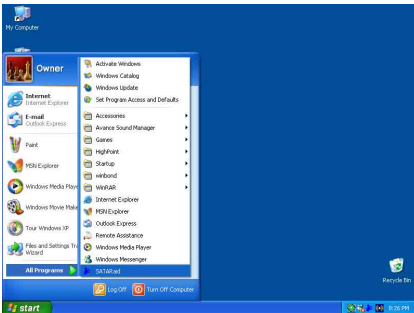 My Computer
Owner
Internet
Internet Explorer
E-mail
Outlook Express
Paint
MSN Explorer
Windows Media Playe
Windows Movie Make
Tour Windows XP
Files and Settings Tra
Wizard
All Programs
Activate Windows
Windows Catalog
Windows Update
Set Program Access and Defaults
Accessories
Avance Sound Manager
Games
HighPoint
Startup
winbond
WinRAR
Internet Explorer
MSN Explorer
Outlook Express
Remote Assistance
Windows Media Player
Windows Messenger
SATARaid
Log Off
Turn Off Computer
Recycle Bin
start
8:26 PM